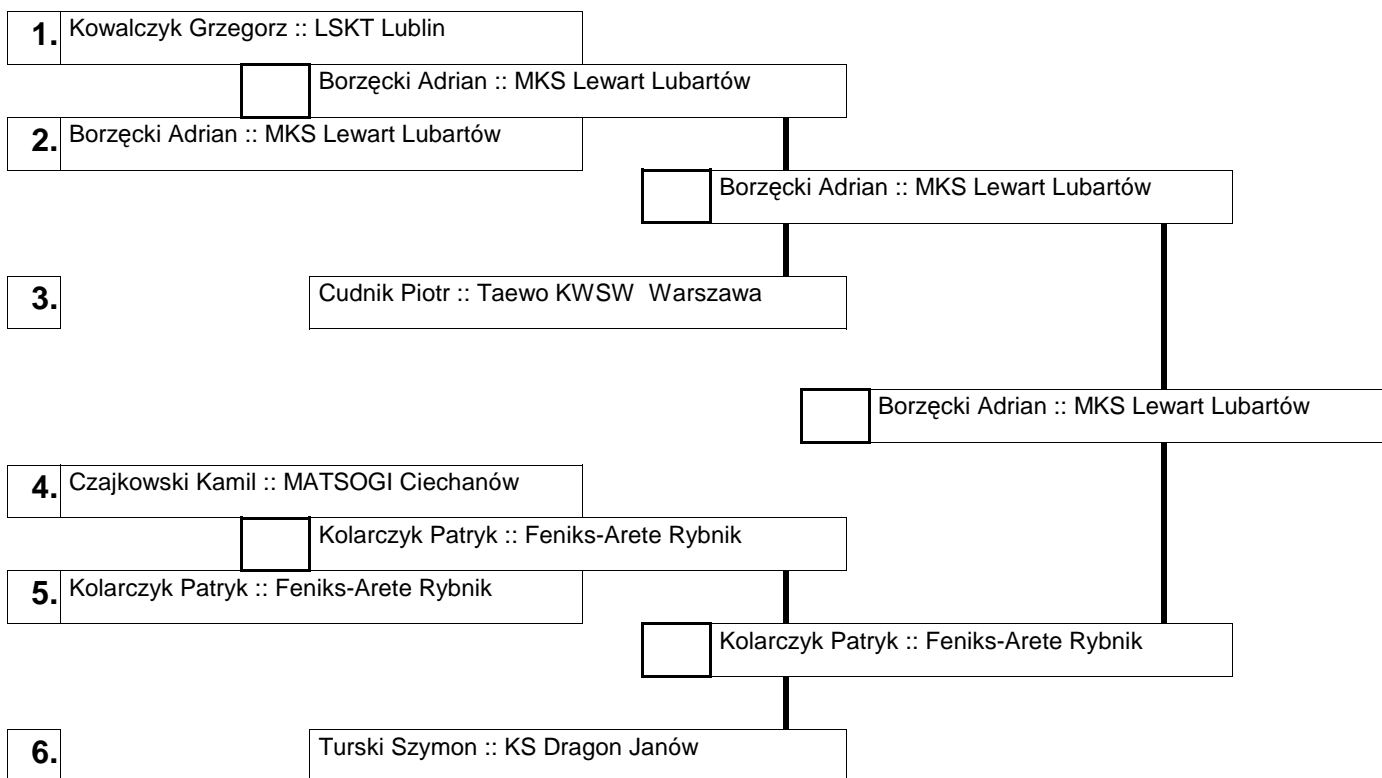 1. Kowalczyk Grzegorz :: LSKT Lublin
Borzęcki Adrian :: MKS Lewart Lubartów
2. Borzęcki Adrian :: MKS Lewart Lubartów
Borzęcki Adrian :: MKS Lewart Lubartów
3. Cudnik Piotr :: Taewo KWSW Warszawa
Borzęcki Adrian :: MKS Lewart Lubartów
4. Czajkowski Kamil :: MATSOGI Ciechanów
Kolarczyk Patryk :: Feniks-Arete Rybnik
5. Kolarczyk Patryk :: Feniks-Arete Rybnik
Kolarczyk Patryk :: Feniks-Arete Rybnik
6. Turski Szymon :: KS Dragon Janów